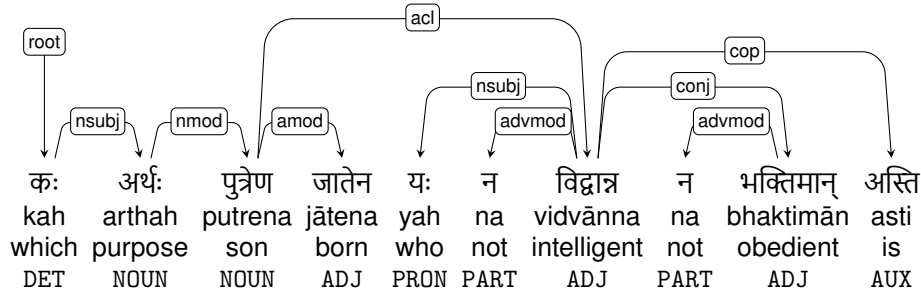 acl
root
cop
nsubj
conj
nsubj nmod amod advmod advmod
कः अर्थः पुत्रेण जातेन यः न विद्वान्न न भक्तिमान् अस्ति
kah arthah putrena jātena yah na vidvānna na bhaktimān asti
which purpose son born who not intelligent not obedient is
DET NOUN NOUN ADJ PRON PART ADJ PART ADJ AUX